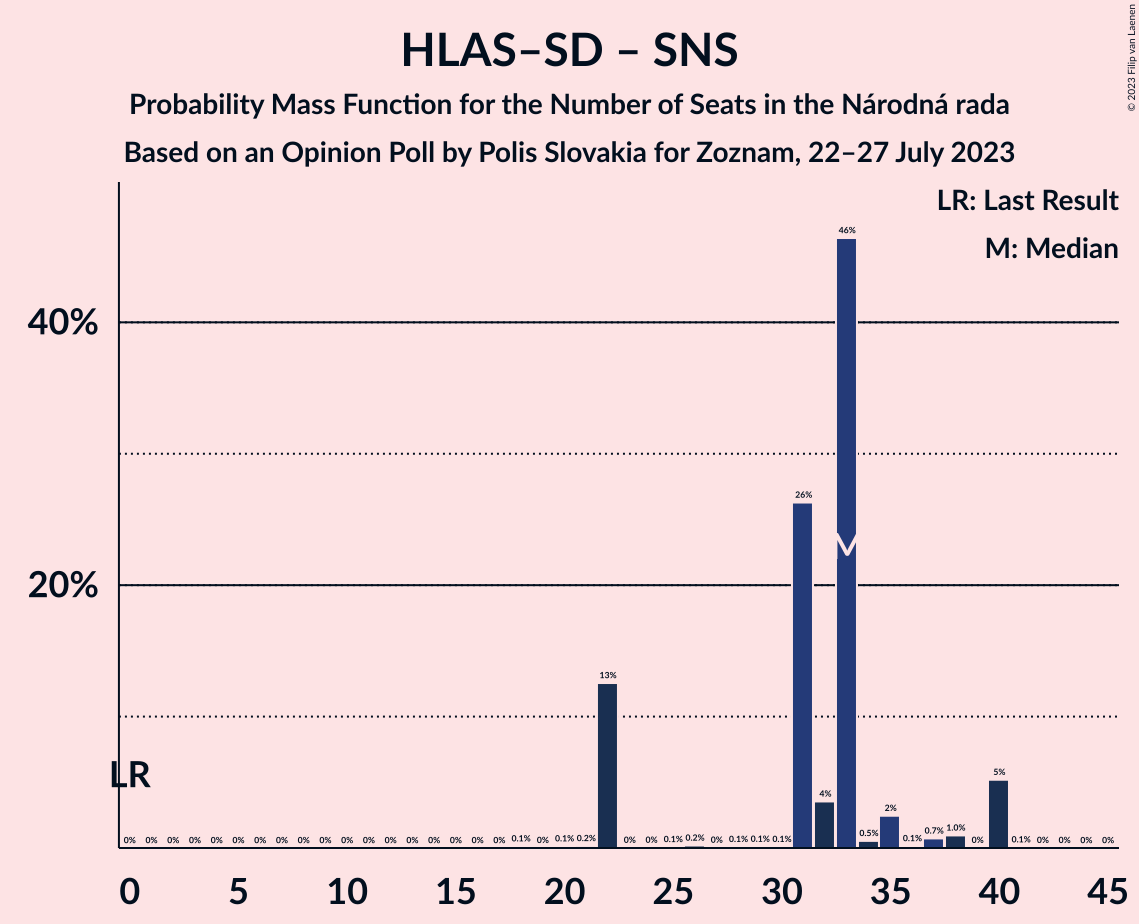 HLAS–SD – SNS
Probability Mass Function for the Number of Seats in the Národná rada
Based on an Opinion Poll by Polis Slovakia for Zoznam, 22–27 July 2023
© 2023 Filip van Laenen
LR: Last Result
M: Median
40%
20%
LR
0% 0% 0% 0% 0% 0% 0% 0% 0% 0% 0% 0% 0% 0% 0% 0% 0% 0% 0.1% 0% 0.1% 0.2% 13% 0% 0% 0.1% 0.2% 0% 0.1% 0.1% 0.1% 26% 4% 46% 0.5% 2% 0.1% 0.7% 1.0% 0% 5% 0.1% 0% 0% 0% 0%
0 5 10 15 20 25 30 35 40 45